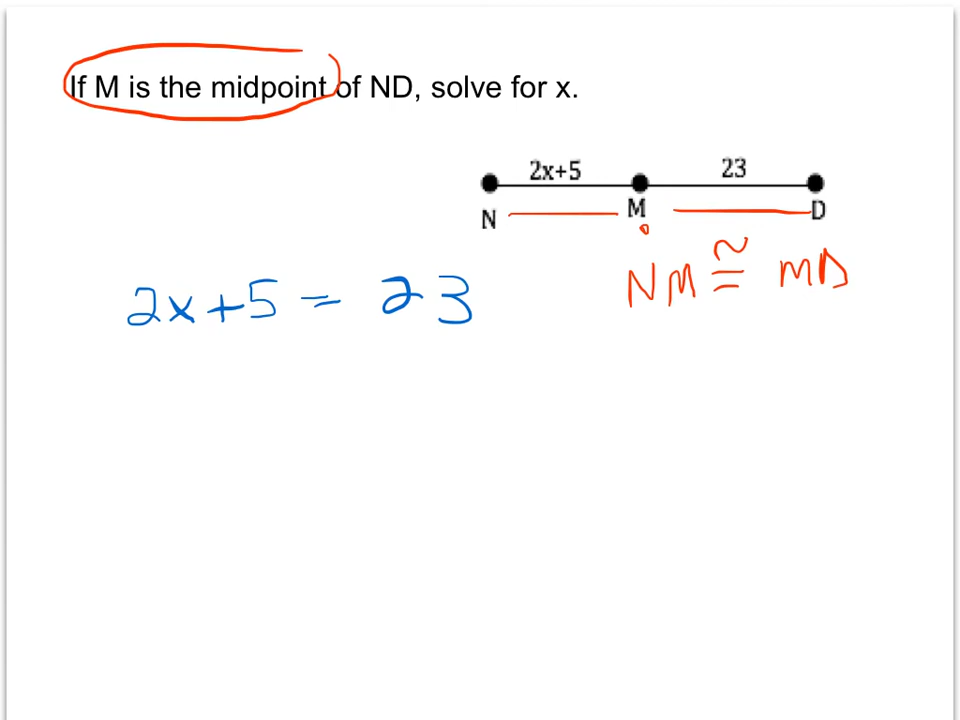 If M is the midpoint of ND, solve for x.
2x+5 23
N M D
NM ≅ MD
2x+5 = 23